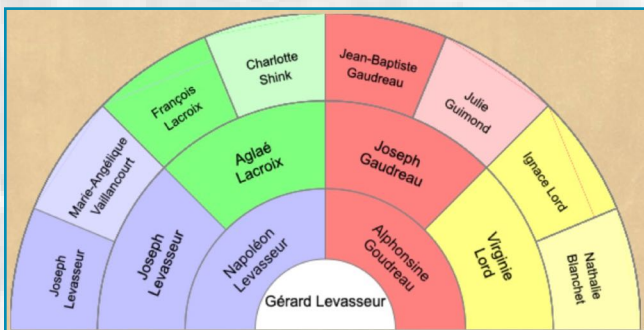 Charlotte
Shink
Jean-Baptiste
Gaudreau
François
Lacroix
Julie
Guimond
Marie-Angélique
Vaillancourt
Aglaé
Lacroix
Joseph
Gaudreau
Ignace Lord
Joseph
Levasseur
Joseph
Levasseur
Napoléon
Levasseur
Alphonsine
Goudreau
Virginie
Lord
Nathalie
Blanchet
Gérard Levasseur